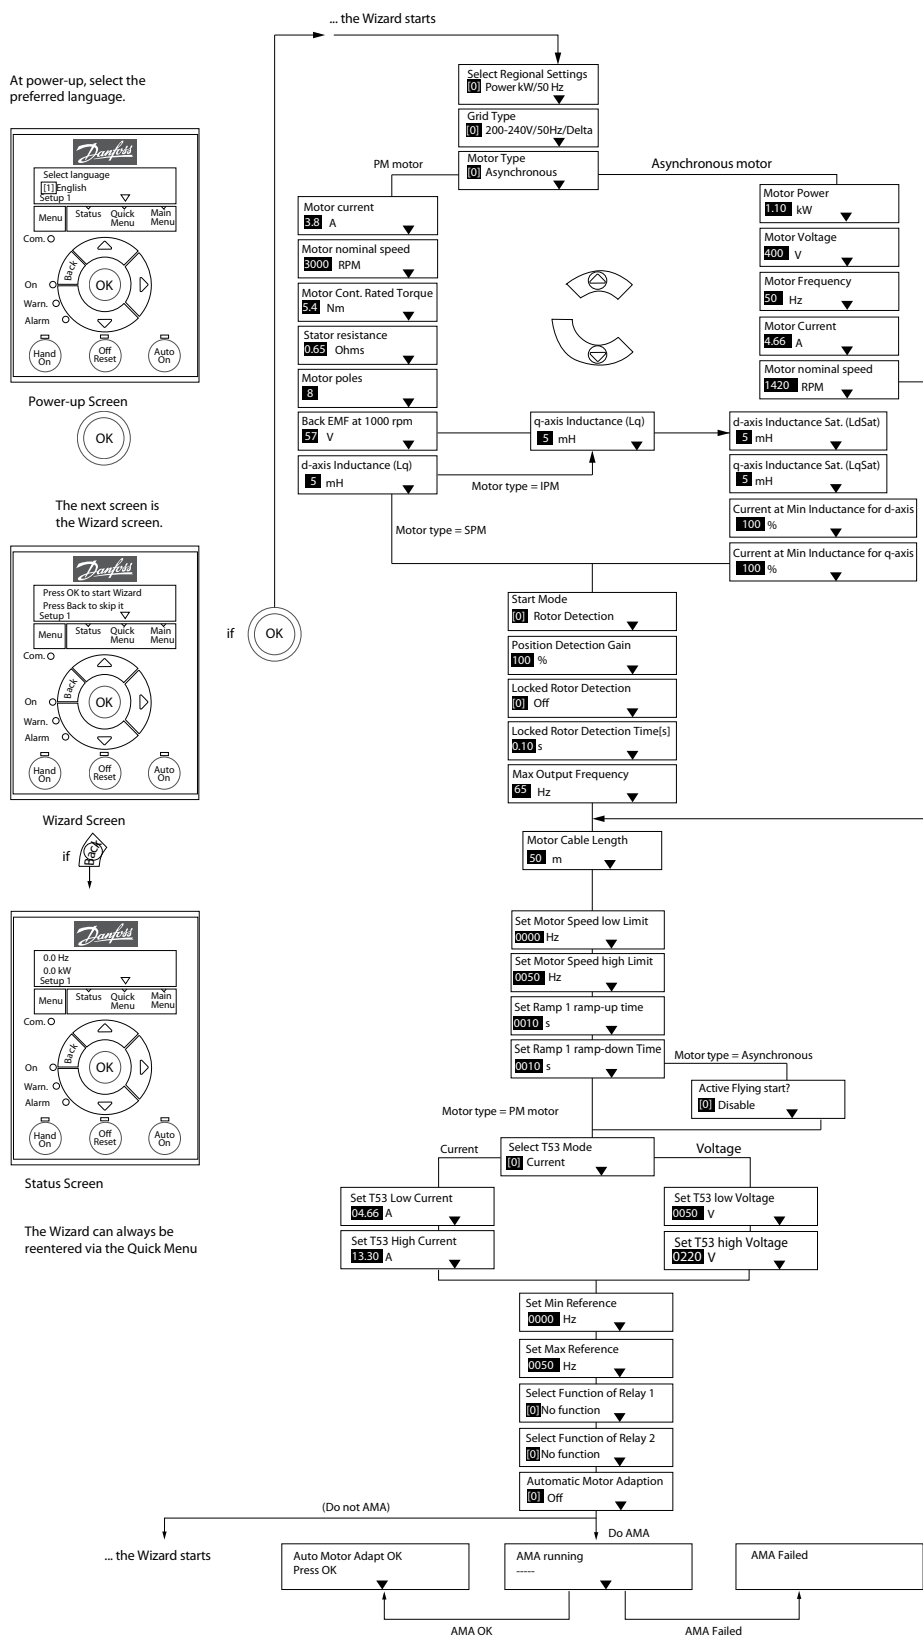 ... the Wizard starts
At power-up, select the
preferred language.
Danfoss
Select language
[1] English
Setup 1
Menu
Status
Quick
Menu
Main
Menu
Com.
Back
OK
On
Warn.
Alarm
Hand
On
Off
Reset
Auto
On
Power-up Screen
OK
The next screen is
the Wizard screen.
Danfoss
Press OK to start Wizard
Press Back to skip it
Setup 1
Menu
Status
Quick
Menu
Main
Menu
Com.
Back
OK
On
Warn.
Alarm
Hand
On
Off
Reset
Auto
On
Wizard Screen
if Back
if OK
Danfoss
0.0 Hz
0.0 kW
Setup 1
Menu
Status
Quick
Menu
Main
Menu
Com.
Back
OK
On
Warn.
Alarm
Hand
On
Off
Reset
Auto
On
Status Screen
The Wizard can always be
reentered via the Quick Menu
Select Regional Settings
[0] Power kW/50 Hz
Grid Type
[0] 200-240V/50Hz/Delta
Motor Type
[0] Asynchronous
PM motor
Asynchronous motor
Motor current
3.8 A
Motor nominal speed
3000 RPM
Motor Cont. Rated Torque
5.4 Nm
Stator resistance
0.65 Ohms
Motor poles
8
Back EMF at 1000 rpm
57 V
d-axis Inductance (Lq)
5 mH
Motor Power
1.10 kW
Motor Voltage
400 V
Motor Frequency
50 Hz
Motor Current
4.66 A
Motor nominal speed
1420 RPM
q-axis Inductance (Lq)
5 mH
Motor type = IPM
Motor type = SPM
d-axis Inductance Sat. (LdSat)
5 mH
q-axis Inductance Sat. (LqSat)
5 mH
Current at Min Inductance for d-axis
100 %
Current at Min Inductance for q-axis
100 %
Start Mode
[0] Rotor Detection
Position Detection Gain
100 %
Locked Rotor Detection
[0] Off
Locked Rotor Detection Time[s]
0.10 s
Max Output Frequency
65 Hz
Motor Cable Length
50 m
Set Motor Speed low Limit
0000 Hz
Set Motor Speed high Limit
0050 Hz
Set Ramp 1 ramp-up time
0010 s
Set Ramp 1 ramp-down Time
0010 s
Motor type = Asynchronous
Active Flying start?
[0] Disable
Motor type = PM motor
Select T53 Mode
[0] Current
Current
Voltage
Set T53 Low Current
04.66 A
Set T53 High Current
13.30 A
Set T53 low Voltage
0050 V
Set T53 high Voltage
0220 V
Set Min Reference
0000 Hz
Set Max Reference
0050 Hz
Select Function of Relay 1
[0] No function
Select Function of Relay 2
[0] No function
Automatic Motor Adaption
[0] Off
(Do not AMA)
Do AMA
... the Wizard starts
Auto Motor Adapt OK
Press OK
AMA running
-----
AMA Failed
AMA OK
AMA Failed